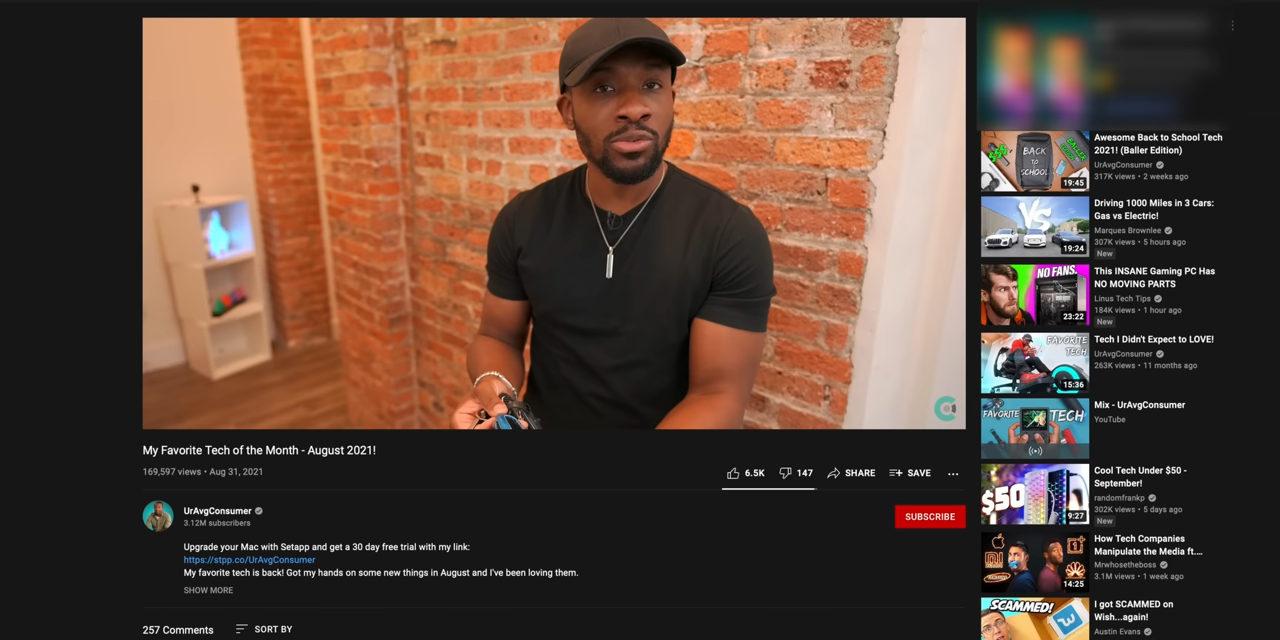 My Favorite Tech of the Month - August 2021!
169,597 views • Aug 31, 2021
6.5K
147
SHARE
SAVE
UrAvgConsumer
3.12M subscribers
SUBSCRIBE
Upgrade your Mac with Setapp and get a 30 day free trial with my link:
https://stpp.co/UrAvgConsumer
My favorite tech is back! Got my hands on some new things in August and I've been loving them.
SHOW MORE
257 Comments
SORT BY
BACK
TO
SCHOOL
BALLER
EDITION
19:45
Awesome Back to School Tech
2021! (Baller Edition)
UrAvgConsumer
317K views • 2 weeks ago
VS
19:24
Driving 1000 Miles in 3 Cars:
Gas vs Electric!
Marques Brownlee
307K views • 5 hours ago
New
NO FANS.
23:22
This INSANE Gaming PC Has
NO MOVING PARTS
Linus Tech Tips
184K views • 1 hour ago
New
FAVORITE
TECH
15:36
Tech I Didn't Expect to LOVE!
UrAvgConsumer
263K views • 11 months ago
FAVORITE TECH
Mix - UrAvgConsumer
YouTube
$50
9:27
Cool Tech Under $50 -
September!
randomfrankp
302K views • 5 days ago
New
14:25
How Tech Companies
Manipulate the Media ft....
Mrwhosetheboss
3.1M views • 1 week ago
SCAMMED!
I got SCAMMED on
Wish...again!
Austin Evans